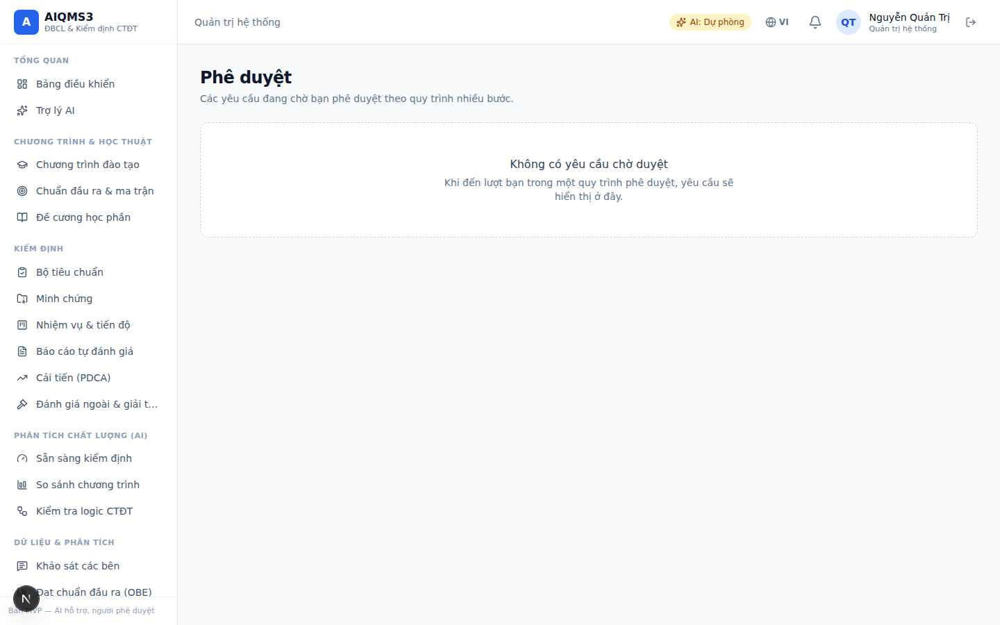 A
AIQMS3
ĐBCL & Kiểm định CTĐT
Quản trị hệ thống
AI: Dự phòng
VI
QT
Nguyễn Quản Trị
Quản trị hệ thống
TỔNG QUAN
Bảng điều khiển
Trợ lý AI
CHƯƠNG TRÌNH & HỌC THUẬT
Chương trình đào tạo
Chuẩn đầu ra & ma trận
Đề cương học phần
KIỂM ĐỊNH
Bộ tiêu chuẩn
Minh chứng
Nhiệm vụ & tiến độ
Báo cáo tự đánh giá
Cải tiến (PDCA)
Đánh giá ngoài & giải t...
PHÂN TÍCH CHẤT LƯỢNG (AI)
Sẵn sàng kiểm định
So sánh chương trình
Kiểm tra logic CTĐT
DỮ LIỆU & PHÂN TÍCH
Khảo sát các bên
Đạt chuẩn đầu ra (OBE)
N
— AI hỗ trợ, người phê duyệt
Phê duyệt
Các yêu cầu đang chờ bạn phê duyệt theo quy trình nhiều bước.
Không có yêu cầu chờ duyệt
Khi đến lượt bạn trong một quy trình phê duyệt, yêu cầu sẽ
hiển thị ở đây.